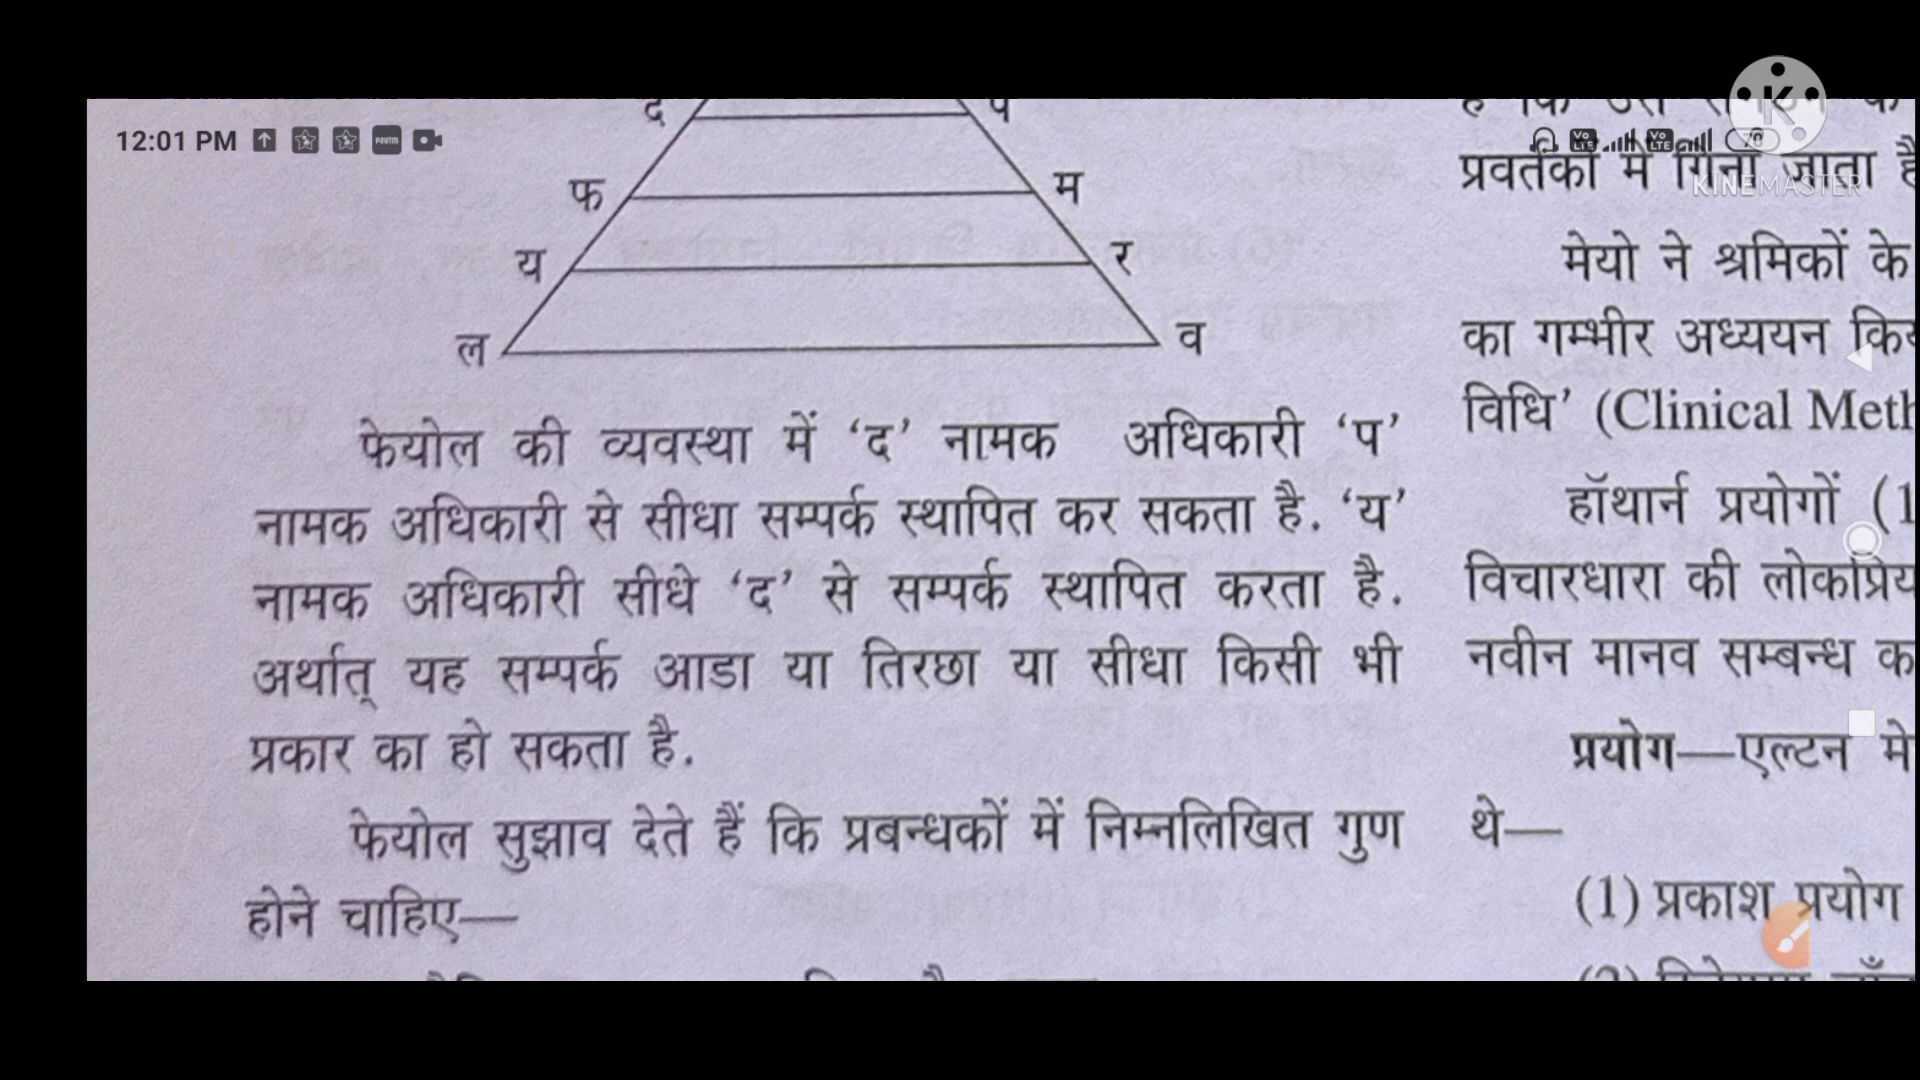 12:01 PM
KINEMASTER
द प
फ म
य र
ल व
फेयोल की व्यवस्था में ‘द’ नामक अधिकारी ‘प’
नामक अधिकारी से सीधा सम्पर्क स्थापित कर सकता है. ‘य’
नामक अधिकारी सीधे ‘द’ से सम्पर्क स्थापित करता है.
अर्थात् यह सम्पर्क आडा या तिरछा या सीधा किसी भी
प्रकार का हो सकता है.
फेयोल सुझाव देते हैं कि प्रबन्धकों में निम्नलिखित गुण
होने चाहिए—
प्रवर्तकों में गिना जाता है
मेयो ने श्रमिकों के
का गम्भीर अध्ययन
विधि’ (Clinical
हॉथार्न प्रयोगों (1
विचारधारा की
नवीन मानव सम्बन्ध
प्रयोग—एल्टन
थे—
(1) प्रकाश प्रयोग